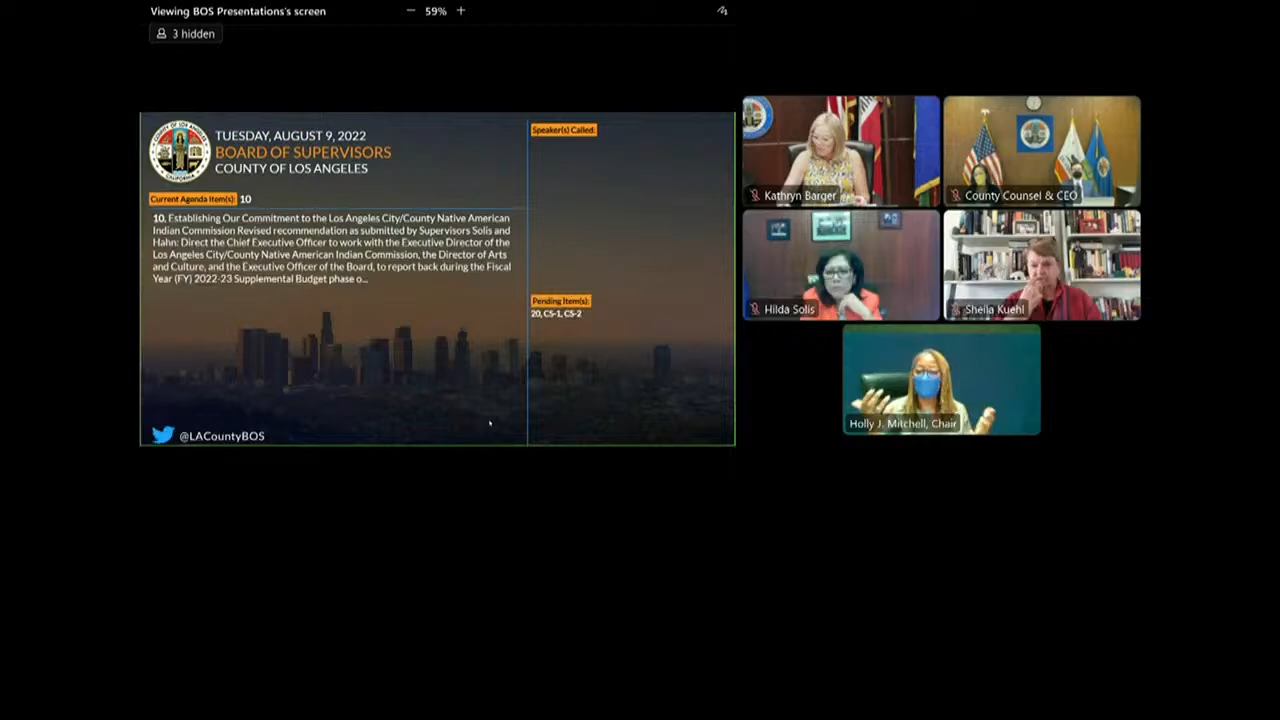 Viewing BOS Presentations's screen
59%
3 hidden
TUESDAY, AUGUST 9, 2022
BOARD OF SUPERVISORS
COUNTY OF LOS ANGELES
Current Agenda Item(s): 10
10. Establishing Our Commitment to the Los Angeles City/County Native American
Indian Commission Revised recommendation as submitted by Supervisors Solis and
Hahn: Direct the Chief Executive Officer to work with the Executive Director of the
Los Angeles City/County Native American Indian Commission, the Director of Arts
and Culture, and the Executive Officer of the Board, to report back during the Fiscal
Year (FY) 2022-23 Supplemental Budget phase o...
@LACountyBOS
Speaker(s) Called:
Pending Item(s):
20, CS-1, CS-2
Kathryn Barger
County Counsel & CEO
Hilda Solis
Sheila Kuehl
Holly J. Mitchell, Chair